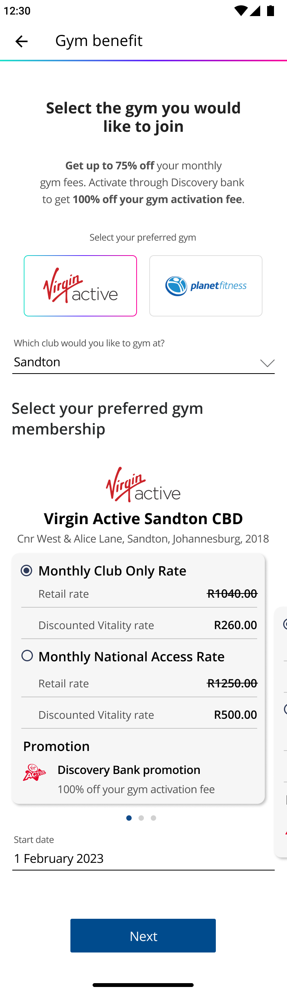 12:30
Gym benefit
Select the gym you would
like to join
Get up to 75% off your monthly
gym fees. Activate through Discovery bank
to get 100% off your gym activation fee.
Select your preferred gym
Virgin active
planetfitness
Which club would you like to gym at?
Sandton
Select your preferred gym
membership
Virgin active
Virgin Active Sandton CBD
Cnr West & Alice Lane, Sandton, Johannesburg, 2018
Monthly Club Only Rate
Retail rate R1040.00
Discounted Vitality rate R260.00
Monthly National Access Rate
Retail rate R1250.00
Discounted Vitality rate R500.00
Promotion
Virgin ACTIVE
Discovery Bank promotion
100% off your gym activation fee
Start date
1 February 2023
Next